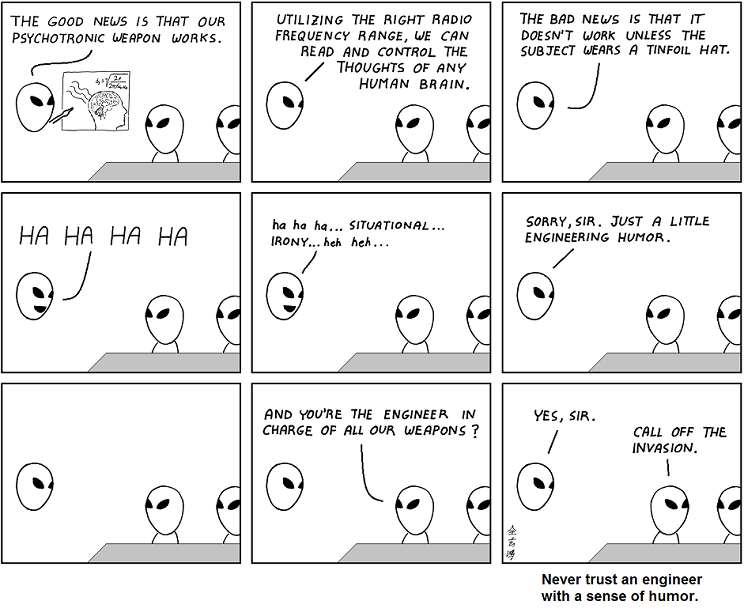 THE GOOD NEWS IS THAT OUR
PSYCHOTRONIC WEAPON WORKS.
UTILIZING THE RIGHT RADIO
FREQUENCY RANGE, WE CAN
READ AND CONTROL THE
THOUGHTS OF ANY
HUMAN BRAIN.
THE BAD NEWS IS THAT IT
DOESN'T WORK UNLESS THE
SUBJECT WEARS A TINFOIL HAT.
HA HA HA HA
ha ha ha... SITUATIONAL...
IRONY... heh heh...
SORRY, SIR. JUST A LITTLE
ENGINEERING HUMOR.
AND YOU'RE THE ENGINEER IN
CHARGE OF ALL OUR WEAPONS?
YES, SIR.
CALL OFF THE
INVASION.
Never trust an engineer
with a sense of humor.